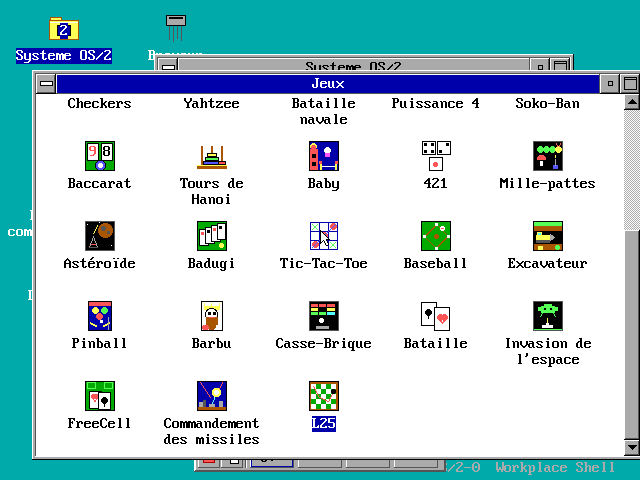 Systeme OS/2
Systeme OS/2
Jeux
Checkers
Yahtzee
Bataille
navale
Puissance 4
Soko-Ban
Baccarat
Tours de
Hanoi
Baby
421
Mille-pattes
Astéroïde
Badugi
Tic-Tac-Toe
Baseball
Excavateur
Pinball
Barbu
Casse-Brique
Bataille
Invasion de
l'espace
FreeCell
Commandement
des missiles
L25
/2-0 Workplace Shell